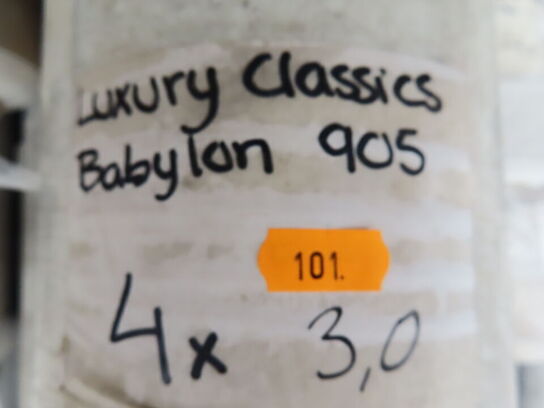 Luxury Classics
Babylon 905
101.
4x 3,0